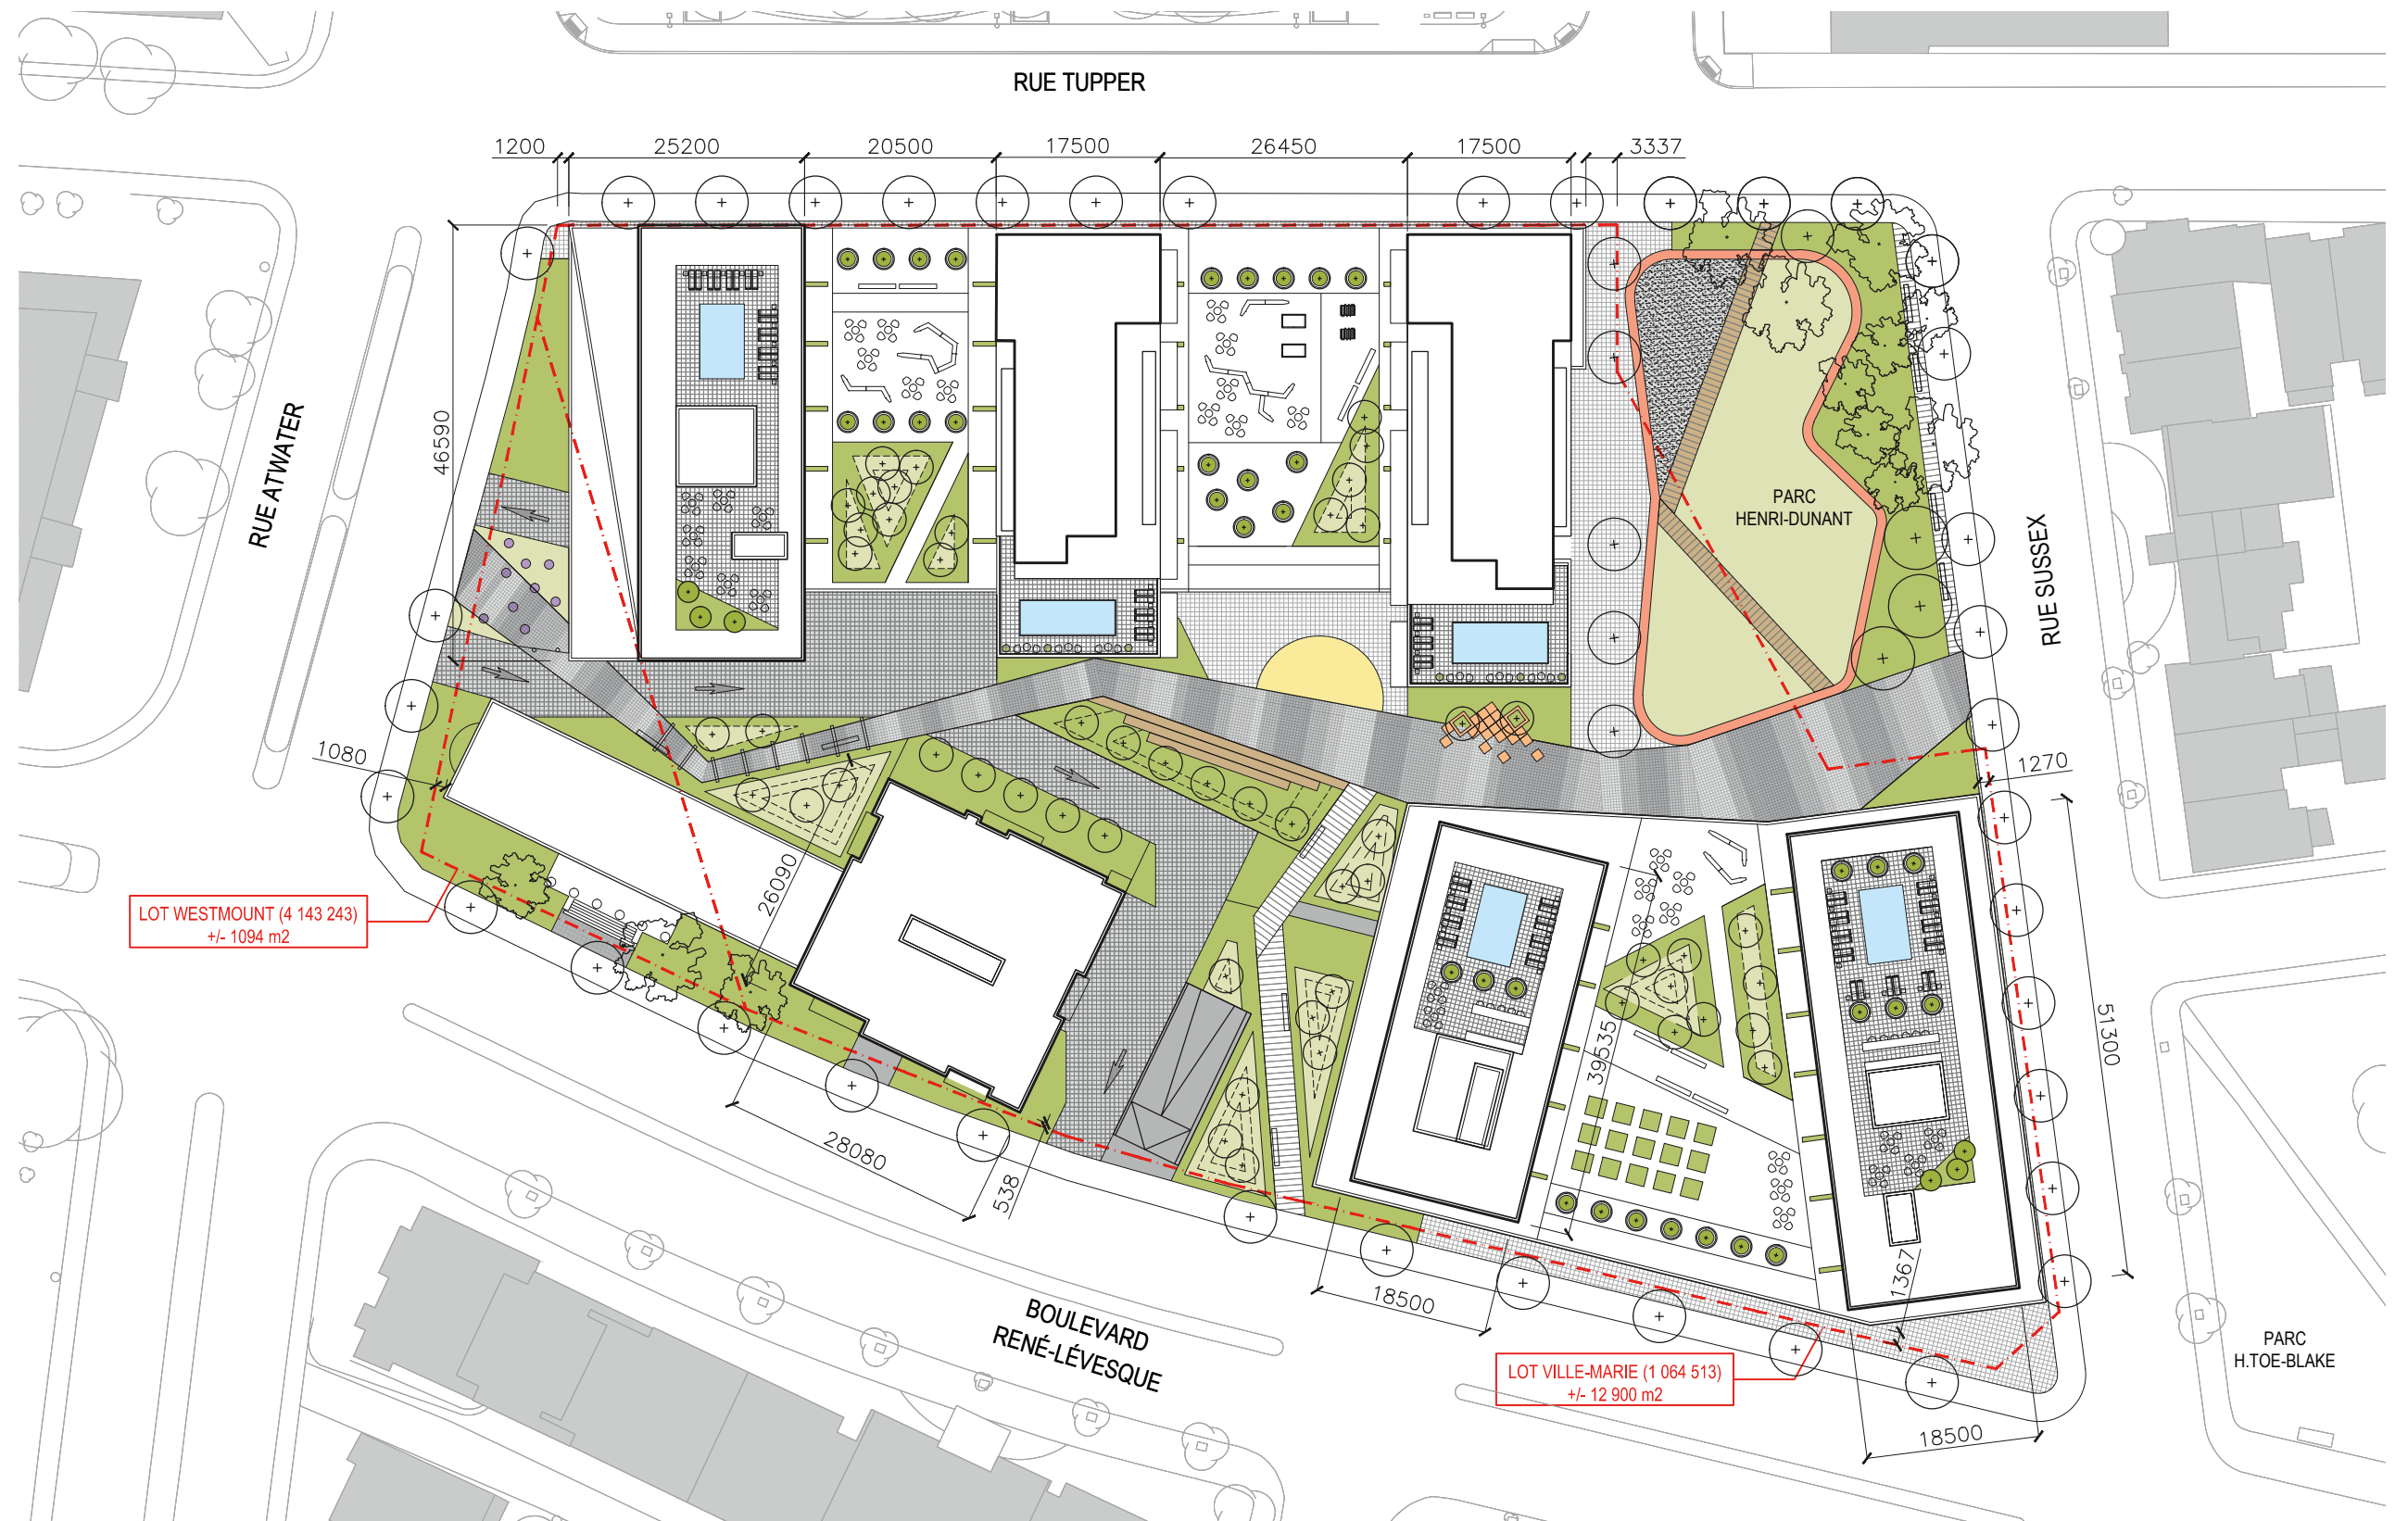 RUE TUPPER
1200
25200
20500
17500
26450
17500
3337
46590
RUE ATWATER
PARC
HENRI-DUNANT
RUE SUSSEX
1080
1270
26090
LOT WESTMOUNT (4 143 243)
+/- 1094 m2
39535
51300
28080
538
18500
1367
BOULEVARD
RENÉ-LÉVESQUE
LOT VILLE-MARIE (1 064 513)
+/- 12 900 m2
PARC
H.TOE-BLAKE
18500